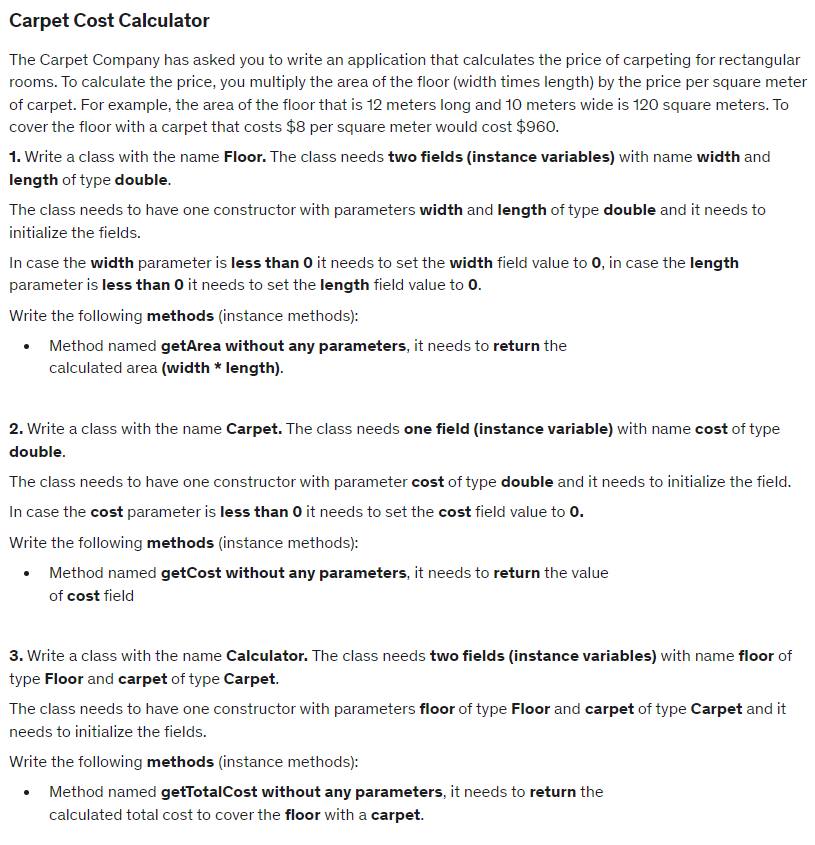 Carpet Cost Calculator
The Carpet Company has asked you to write an application that calculates the price of carpeting for rectangular
rooms. To calculate the price, you multiply the area of the floor (width times length) by the price per square meter
of carpet. For example, the area of the floor that is 12 meters long and 10 meters wide is 120 square meters. To
cover the floor with a carpet that costs $8 per square meter would cost $960.
1. Write a class with the name Floor. The class needs two fields (instance variables) with name width and
length of type double.
The class needs to have one constructor with parameters width and length of type double and it needs to
initialize the fields.
In case the width parameter is less than 0 it needs to set the width field value to 0, in case the length
parameter is less than 0 it needs to set the length field value to 0.
Write the following methods (instance methods):
• Method named getArea without any parameters, it needs to return the
calculated area (width * length).
2. Write a class with the name Carpet. The class needs one field (instance variable) with name cost of type
double.
The class needs to have one constructor with parameter cost of type double and it needs to initialize the field.
In case the cost parameter is less than 0 it needs to set the cost field value to 0.
Write the following methods (instance methods):
• Method named getCost without any parameters, it needs to return the value
of cost field
3. Write a class with the name Calculator. The class needs two fields (instance variables) with name floor of
type Floor and carpet of type Carpet.
The class needs to have one constructor with parameters floor of type Floor and carpet of type Carpet and it
needs to initialize the fields.
Write the following methods (instance methods):
• Method named getTotalCost without any parameters, it needs to return the
calculated total cost to cover the floor with a carpet.